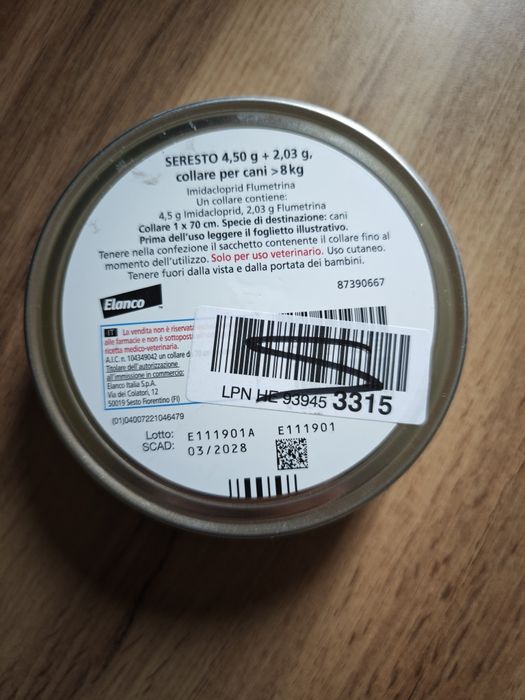 SERESTO 4,50 g + 2,03 g,
collare per cani >8 kg
Imidacloprid Flumetrina
Un collare contiene:
4,5 g Imidacloprid, 2,03 g Flumetrina
Collare 1 x 70 cm. Specie di destinazione: cani
Prima dell'uso leggere il foglietto illustrativo.
Tenere nella confezione il sacchetto contenente il collare fino al
momento dell'utilizzo. Solo per uso veterinario. Uso cutaneo.
Tenere fuori dalla vista e dalla portata dei bambini.
87390667
Elanco
IT La vendita non è riservata
alle farmacie e non è sottoposta
ricetta medico-veterinaria.
A.I.C. n. 104349042 un collare da 70 cm
Titolare dell'autorizzazione
all'immissione in commercio:
Elanco Italia S.p.A.
Via dei Colatori, 12
50019 Sesto Fiorentino (FI)
LPN HE 93945 3315
(01)04007221046479
Lotto: E111901A E111901
SCAD: 03/2028